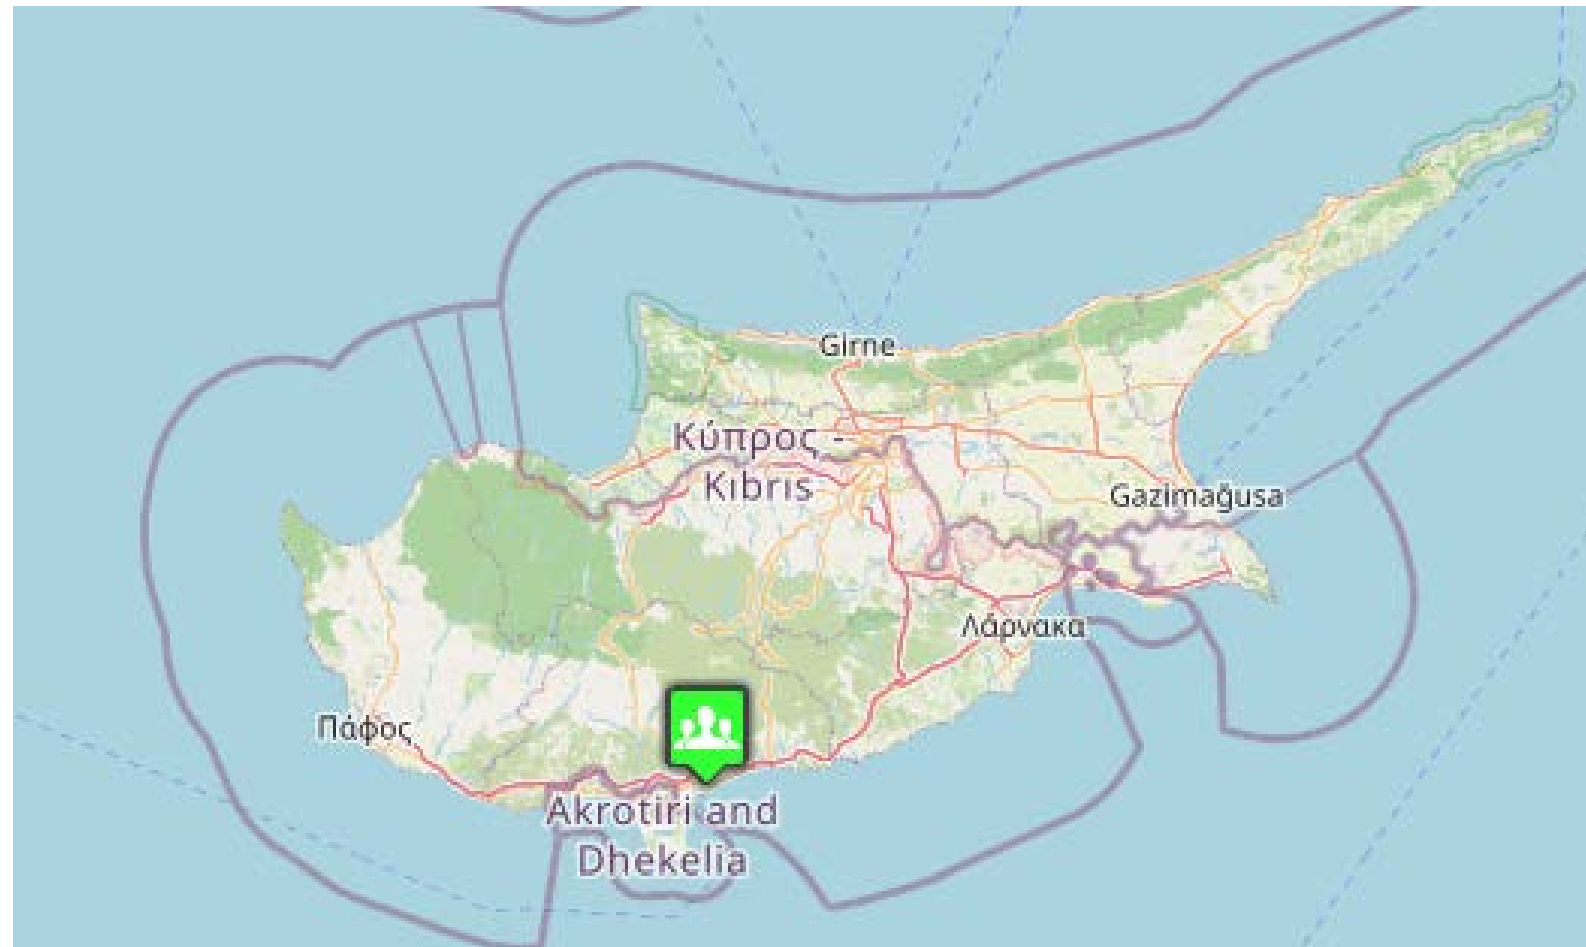 Girne
Κύπρος -
Kıbrıs
Gazimağusa
Λάρνακα
Πάφος
Akrotiri and
Dhekelia